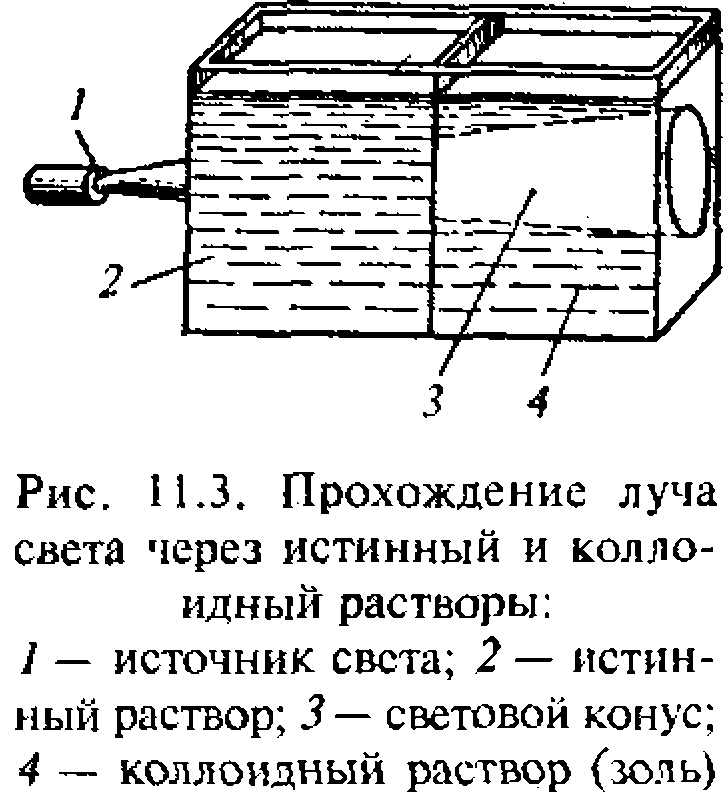 1
2
3
4
Рис. 11.3. Прохождение луча
света через истинный и колло-
идный растворы:
1 — источник света; 2 — истин-
ный раствор; 3 — световой конус;
4 — коллоидный раствор (золь)